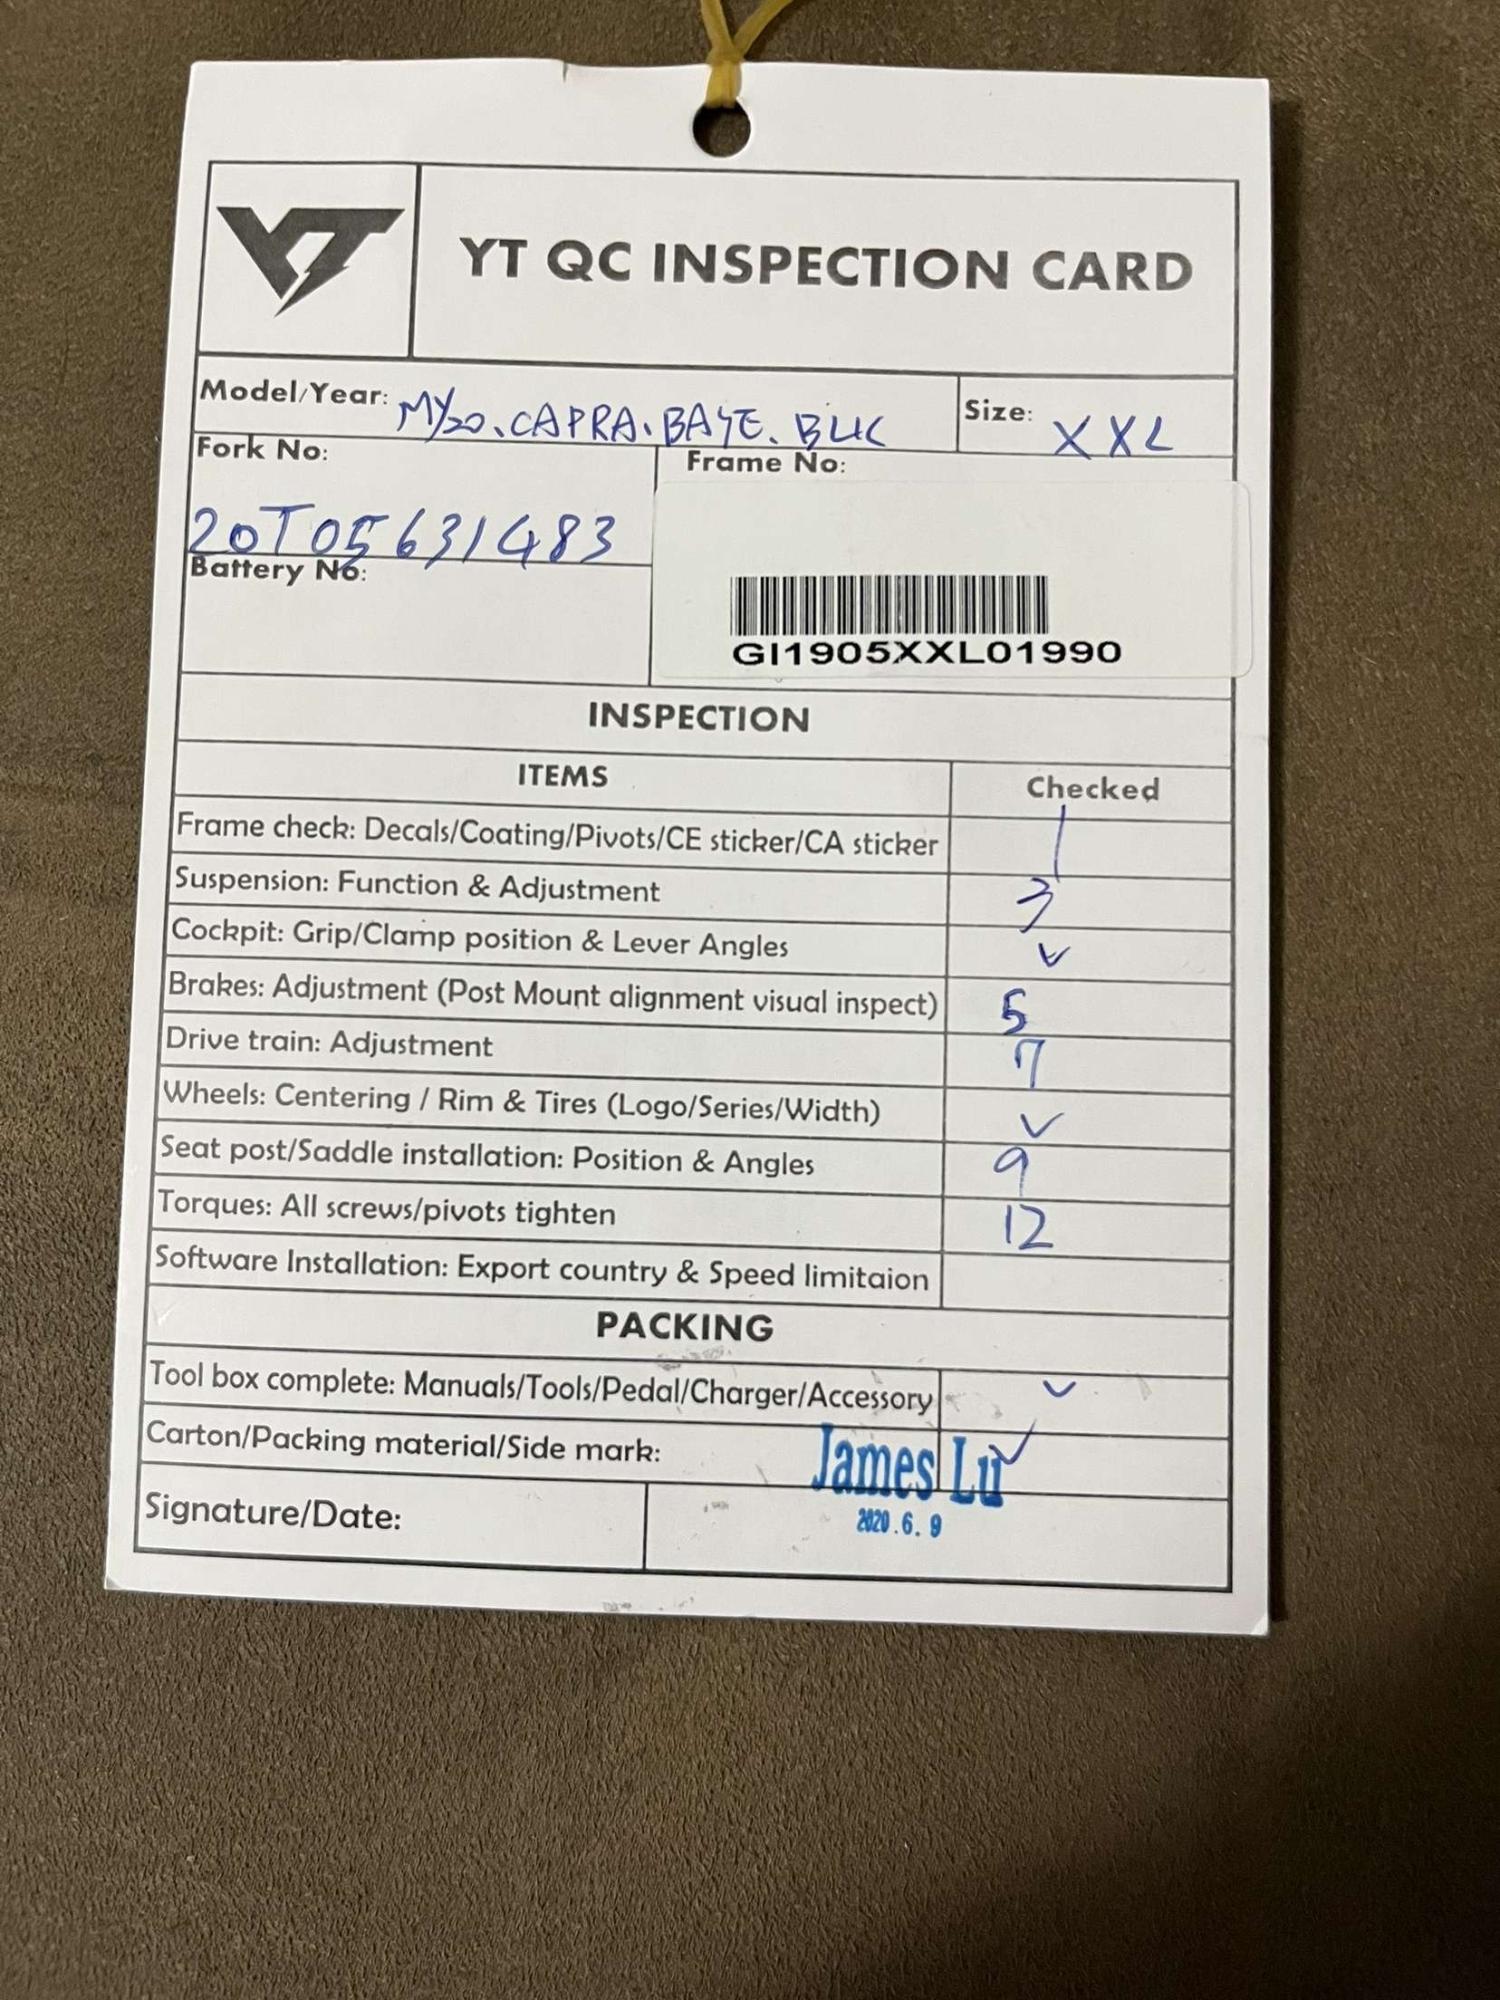 YT
YT QC INSPECTION CARD
Model/Year: MY20.CAPRA.BASE.BLK
Size: XXL
Fork No:
20T05631483
Frame No:
GI1905XXL01990
Battery No:
INSPECTION
ITEMS Checked
Frame check: Decals/Coating/Pivots/CE sticker/CA sticker 1
Suspension: Function & Adjustment 3
Cockpit: Grip/Clamp position & Lever Angles ✓
Brakes: Adjustment (Post Mount alignment visual inspect) 5
Drive train: Adjustment 7
Wheels: Centering / Rim & Tires (Logo/Series/Width) ✓
Seat post/Saddle installation: Position & Angles 9
Torques: All screws/pivots tighten 12
Software Installation: Export country & Speed limitaion
PACKING
Tool box complete: Manuals/Tools/Pedal/Charger/Accessory ✓
Carton/Packing material/Side mark: ✓
James Lu
Signature/Date: 2020.6.9